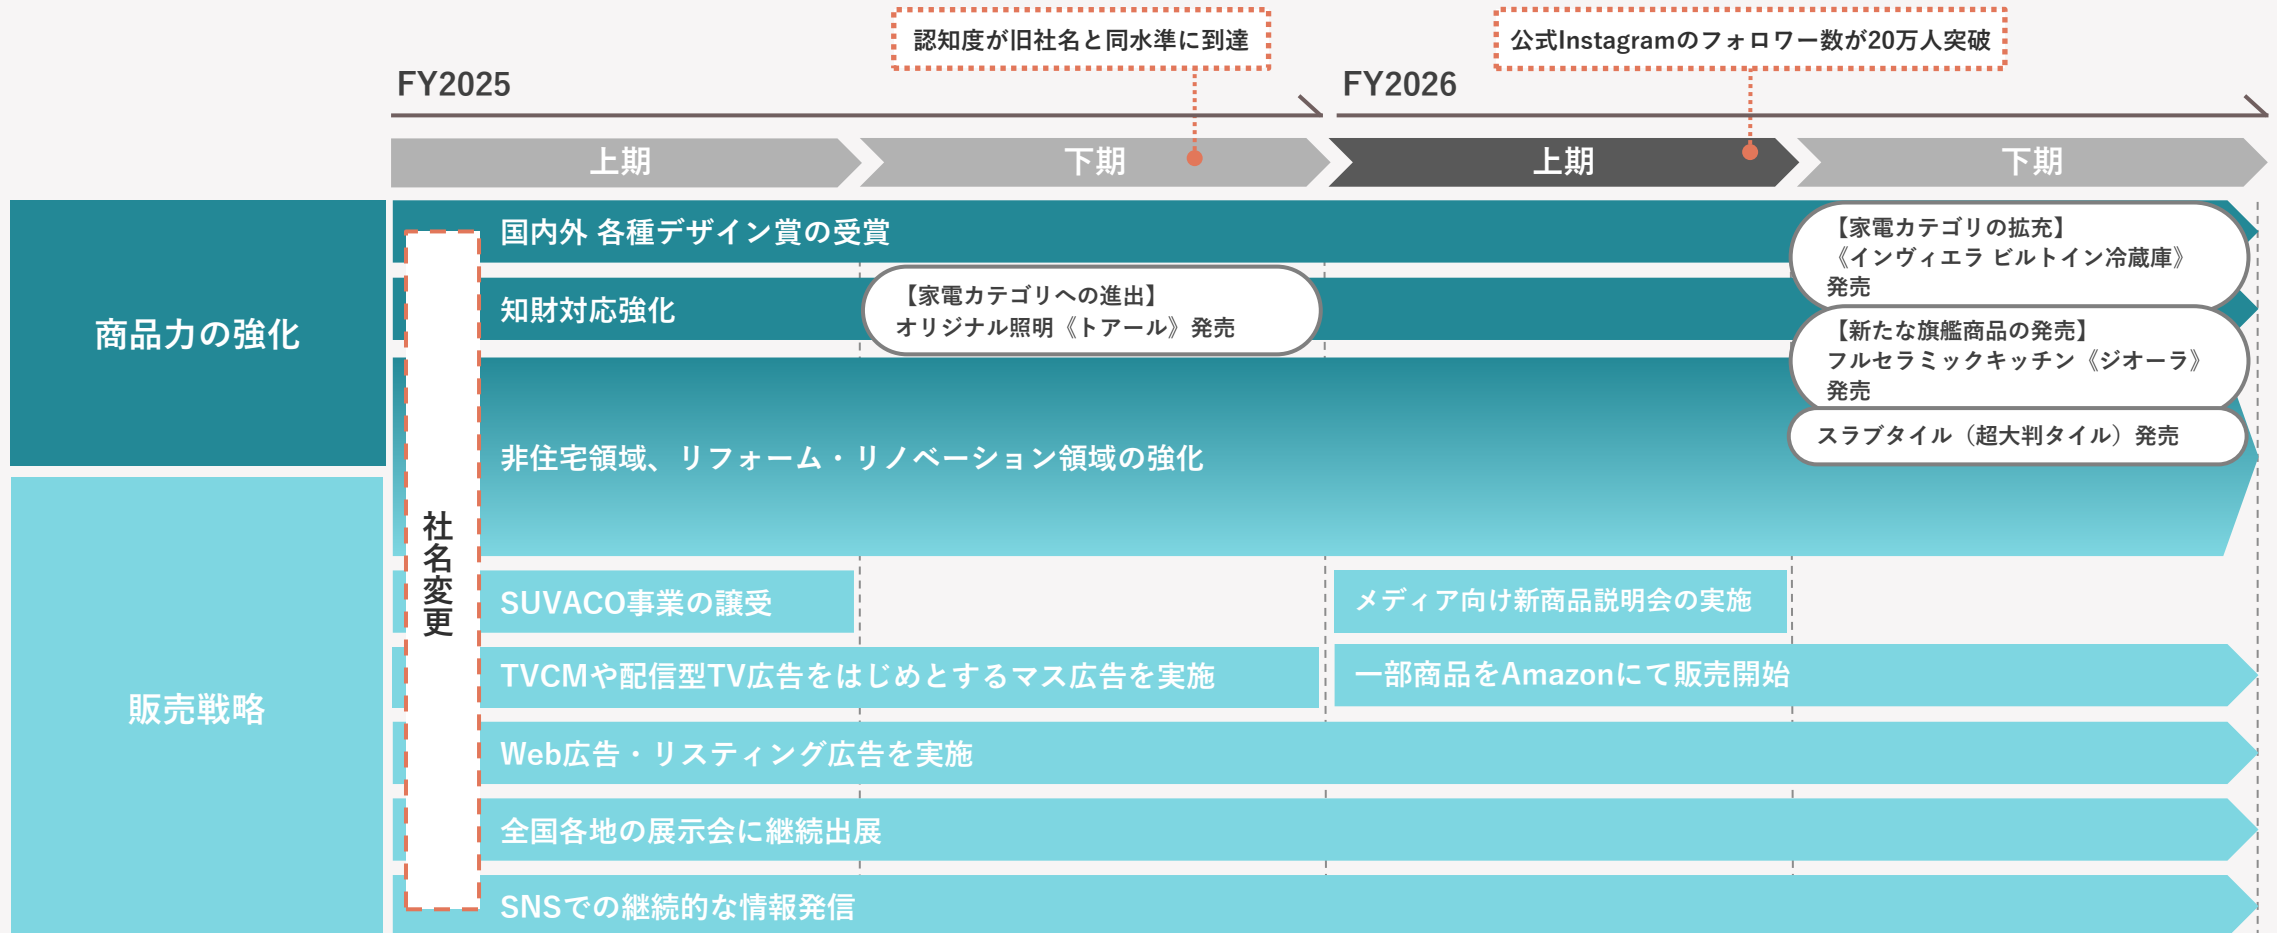 認知度が旧社名と同水準に到達
公式Instagramのフォロワー数が20万人突破
FY2025
FY2026
上期
下期
上期
下期
商品力の強化
国内外 各種デザイン賞の受賞
知財対応強化
【家電カテゴリへの進出】
オリジナル照明《トアール》発売
【家電カテゴリの拡充】
《インヴィエラ ビルトイン冷蔵庫》
発売
【新たな旗艦商品の発売】
フルセラミックキッチン《ジオーラ》
発売
スラブタイル（超大判タイル）発売
非住宅領域、リフォーム・リノベーション領域の強化
社名変更
販売戦略
SUVACO事業の譲受
メディア向け新商品説明会の実施
TVCMや配信型TV広告をはじめとするマス広告を実施
一部商品をAmazonにて販売開始
Web広告・リスティング広告を実施
全国各地の展示会に継続出展
SNSでの継続的な情報発信